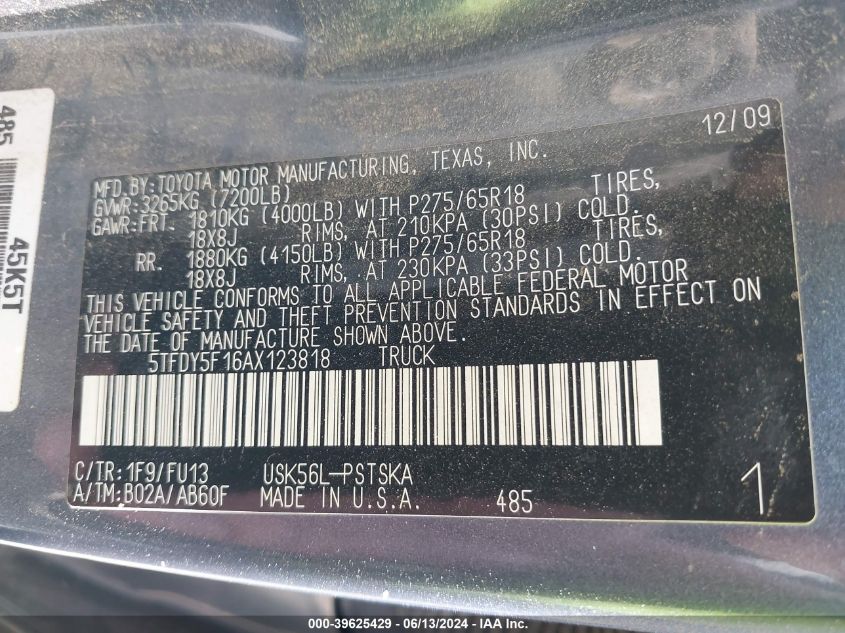 485
45K5T
12/09
MFD.BY:TOYOTA MOTOR MANUFACTURING, TEXAS, INC.
GVWR:3265KG (7200LB)
GAWR:FRT. 1810KG (4000LB) WITH P275/65R18 TIRES,
18X8J RIMS, AT 210KPA (30PSI) COLD.
RR. 1880KG (4150LB) WITH P275/65R18 TIRES,
18X8J RIMS, AT 230KPA (33PSI) COLD.
THIS VEHICLE CONFORMS TO ALL APPLICABLE FEDERAL MOTOR
VEHICLE SAFETY AND THEFT PREVENTION STANDARDS IN EFFECT ON
THE DATE OF MANUFACTURE SHOWN ABOVE.
5TFDY5F16AX123818 TRUCK
C/TR:1F9/FU13 USK56L-PSTSKA
A/TM:B02A/AB60F MADE IN U.S.A. 485 1
000-39625429 - 06/13/2024 - IAA Inc.